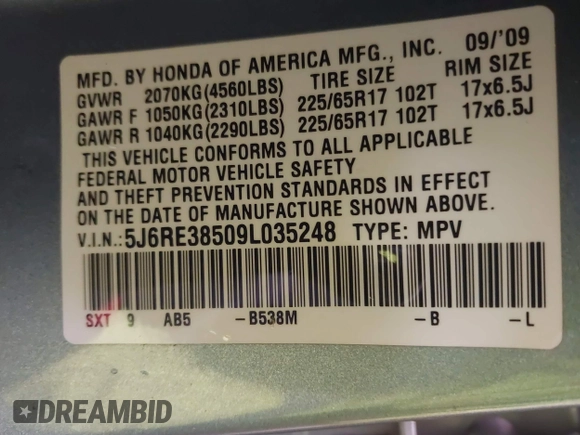 MFD. BY HONDA OF AMERICA MFG., INC. 09/'09
GVWR 2070KG(4560LBS) TIRE SIZE RIM SIZE
GAWR F 1050KG(2310LBS) 225/65R17 102T 17x6.5J
GAWR R 1040KG(2290LBS) 225/65R17 102T 17x6.5J
THIS VEHICLE CONFORMS TO ALL APPLICABLE
FEDERAL MOTOR VEHICLE SAFETY
AND THEFT PREVENTION STANDARDS IN EFFECT
ON THE DATE OF MANUFACTURE SHOWN ABOVE.
V.I.N.:5J6RE38509L035248 TYPE: MPV
SXT 9 AB5 –B538M –B –L
DREAMBID